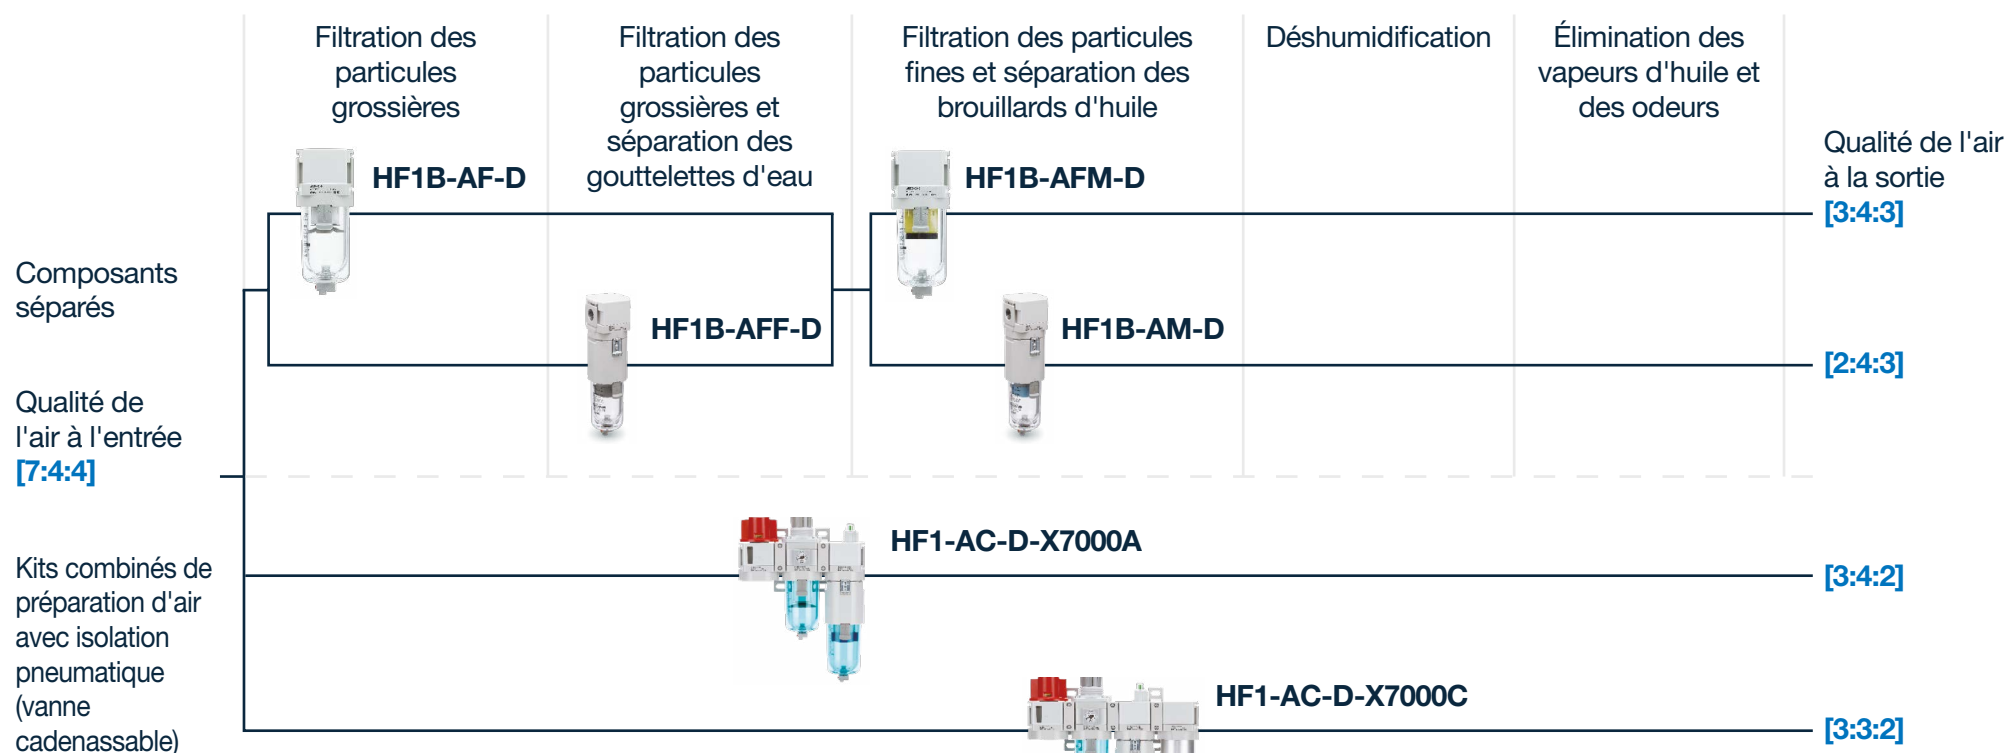 Filtration des
particules
grossières
Filtration des
particules
grossières et
séparation des
gouttelettes d'eau
Filtration des particules
fines et séparation des
brouillards d'huile
Déshumidification
Élimination des
vapeurs d'huile et
des odeurs
Qualité de l'air
à la sortie
HF1B-AF-D
HF1B-AFM-D
[3:4:3]
Composants
séparés
HF1B-AFF-D
HF1B-AM-D
[2:4:3]
Qualité de
l'air à l'entrée
[7:4:4]
HF1-AC-D-X7000A
[3:4:2]
Kits combinés de
préparation d'air
avec isolation
pneumatique
(vanne
cadenassable)
HF1-AC-D-X7000C
[3:3:2]